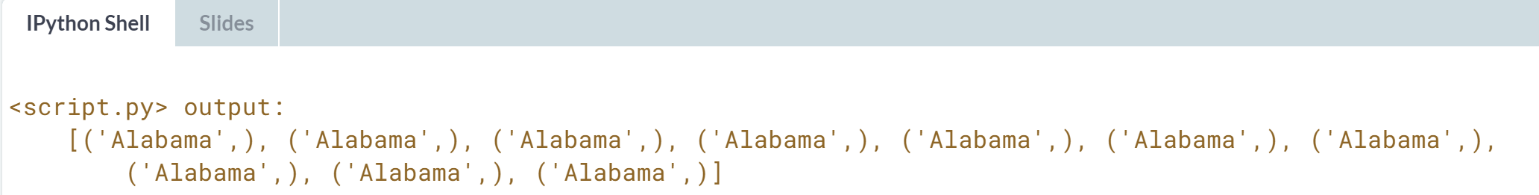 IPython Shell Slides
<script.py> output:
[('Alabama',), ('Alabama',), ('Alabama',), ('Alabama',), ('Alabama',), ('Alabama',), ('Alabama',),
('Alabama',), ('Alabama',), ('Alabama',)]